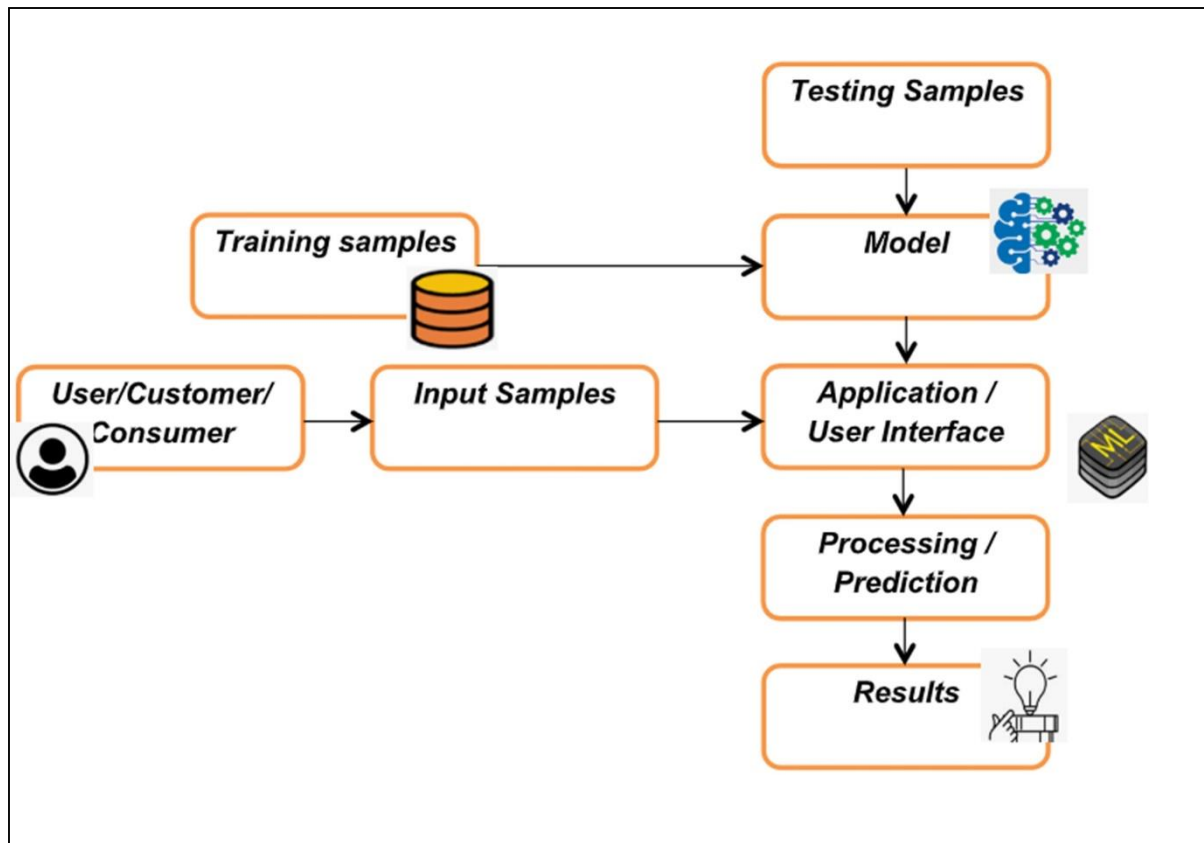 Testing Samples
Training samples
Model
User/Customer/
Consumer
Input Samples
Application /
User Interface
ML
Processing /
Prediction
Results